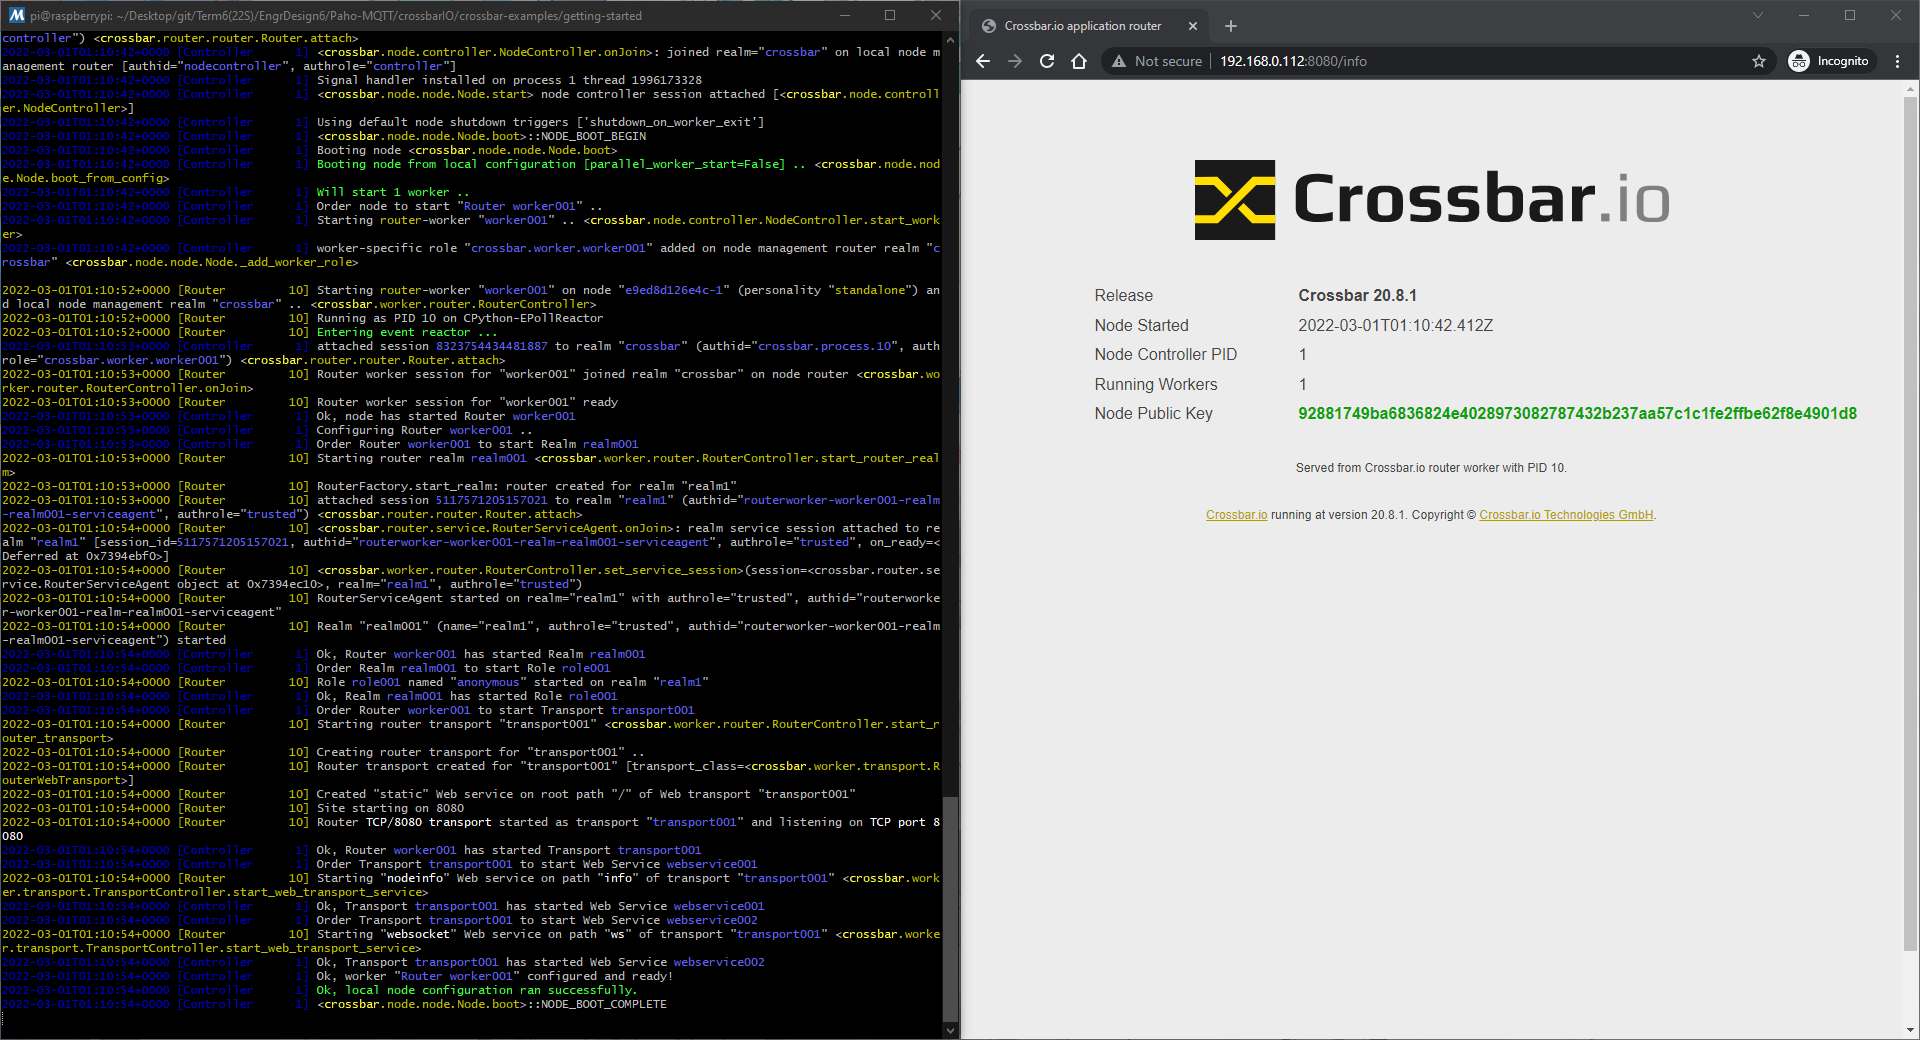 pi@raspberrypi: ~/Desktop/git/Term6(22S)/EngrDesign6/Paho-MQTT/crossbarIO/crossbar-examples/getting-started
controller") <crossbar.router.router.Router.attach>
2022-03-01T01:10:42+0000 [Controller      1] <crossbar.node.controller.NodeController.onJoin>: joined realm="crossbar" on local node m
anagement router [authid="nodecontroller", authrole="controller"]
2022-03-01T01:10:42+0000 [Controller      1] Signal handler installed on process 1 thread 1996173328
2022-03-01T01:10:42+0000 [Controller      1] <crossbar.node.node.Node.start> node controller session attached [<crossbar.node.controll
er.NodeController>]
2022-03-01T01:10:42+0000 [Controller      1] Using default node shutdown triggers ['shutdown_on_worker_exit']
2022-03-01T01:10:42+0000 [Controller      1] <crossbar.node.node.Node.boot>::NODE_BOOT_BEGIN
2022-03-01T01:10:42+0000 [Controller      1] Booting node <crossbar.node.node.Node.boot>
2022-03-01T01:10:42+0000 [Controller      1] Booting node from local configuration [parallel_worker_start=False] .. <crossbar.node.nod
e.Node.boot_from_config>
2022-03-01T01:10:42+0000 [Controller      1] Will start 1 worker ..
2022-03-01T01:10:42+0000 [Controller      1] Order node to start "Router worker001" ..
2022-03-01T01:10:42+0000 [Controller      1] Starting router-worker "worker001" .. <crossbar.node.controller.NodeController.start_work
er>
2022-03-01T01:10:42+0000 [Controller      1] worker-specific role "crossbar.worker.worker001" added on node management router realm "c
rossbar" <crossbar.node.node.Node._add_worker_role>
2022-03-01T01:10:52+0000 [Router         10] Starting router-worker "worker001" on node "e9ed8d126e4c-1" (personality "standalone") an
d local node management realm "crossbar" .. <crossbar.worker.router.RouterController>
2022-03-01T01:10:52+0000 [Router         10] Running as PID 10 on CPython-EPollReactor
2022-03-01T01:10:52+0000 [Router         10] Entering event reactor ...
2022-03-01T01:10:53+0000 [Controller      1] attached session 8323754434481887 to realm "crossbar" (authid="crossbar.process.10", auth
role="crossbar.worker.worker001") <crossbar.router.router.Router.attach>
2022-03-01T01:10:53+0000 [Router         10] Router worker session for "worker001" joined realm "crossbar" on node router <crossbar.wo
rker.router.RouterController.onJoin>
2022-03-01T01:10:53+0000 [Router         10] Router worker session for "worker001" ready
2022-03-01T01:10:53+0000 [Controller      1] Ok, node has started Router worker001
2022-03-01T01:10:53+0000 [Controller      1] Configuring Router worker001 ..
2022-03-01T01:10:53+0000 [Controller      1] Order Router worker001 to start Realm realm001
2022-03-01T01:10:53+0000 [Router         10] Starting router realm realm001 <crossbar.worker.router.RouterController.start_router_real
m>
2022-03-01T01:10:53+0000 [Router         10] RouterFactory.start_realm: router created for realm "realm1"
2022-03-01T01:10:53+0000 [Router         10] attached session 5117571205157021 to realm "realm1" (authid="routerworker-worker001-realm
-realm001-serviceagent", authrole="trusted") <crossbar.router.router.Router.attach>
2022-03-01T01:10:54+0000 [Router         10] <crossbar.router.service.RouterServiceAgent.onJoin>: realm service session attached to re
alm "realm1" [session_id=5117571205157021, authid="routerworker-worker001-realm-realm001-serviceagent", authrole="trusted", on_ready=<
Deferred at 0x7394ebf0>]
2022-03-01T01:10:54+0000 [Router         10] <crossbar.worker.router.RouterController.set_service_session>(session=<crossbar.router.se
rvice.RouterServiceAgent object at 0x7394ec10>, realm="realm1", authrole="trusted")
2022-03-01T01:10:54+0000 [Router         10] RouterServiceAgent started on realm="realm1" with authrole="trusted", authid="routerworke
r-worker001-realm-realm001-serviceagent"
2022-03-01T01:10:54+0000 [Router         10] Realm "realm001" (name="realm1", authrole="trusted", authid="routerworker-worker001-realm
-realm001-serviceagent") started
2022-03-01T01:10:54+0000 [Controller      1] Ok, Router worker001 has started Realm realm001
2022-03-01T01:10:54+0000 [Controller      1] Order Realm realm001 to start Role role001
2022-03-01T01:10:54+0000 [Router         10] Role role001 named "anonymous" started on realm "realm1"
2022-03-01T01:10:54+0000 [Controller      1] Ok, Realm realm001 has started Role role001
2022-03-01T01:10:54+0000 [Controller      1] Order Router worker001 to start Transport transport001
2022-03-01T01:10:54+0000 [Router         10] Starting router transport "transport001" <crossbar.worker.router.RouterController.start_r
outer_transport>
2022-03-01T01:10:54+0000 [Router         10] Creating router transport for "transport001" ..
2022-03-01T01:10:54+0000 [Router         10] Router transport created for "transport001" [transport_class=<crossbar.worker.transport.R
outerWebTransport>]
2022-03-01T01:10:54+0000 [Router         10] Created "static" Web service on root path "/" of Web transport "transport001"
2022-03-01T01:10:54+0000 [Router         10] Site starting on 8080
2022-03-01T01:10:54+0000 [Router         10] Router TCP/8080 transport started as transport "transport001" and listening on TCP port 8
080
2022-03-01T01:10:54+0000 [Controller      1] Ok, Router worker001 has started Transport transport001
2022-03-01T01:10:54+0000 [Controller      1] Order Transport transport001 to start Web Service webservice001
2022-03-01T01:10:54+0000 [Router         10] Starting "nodeinfo" Web service on path "info" of transport "transport001" <crossbar.work
er.transport.TransportController.start_web_transport_service>
2022-03-01T01:10:54+0000 [Controller      1] Ok, Transport transport001 has started Web Service webservice001
2022-03-01T01:10:54+0000 [Controller      1] Order Transport transport001 to start Web Service webservice002
2022-03-01T01:10:54+0000 [Router         10] Starting "websocket" Web service on path "ws" of transport "transport001" <crossbar.worke
r.transport.TransportController.start_web_transport_service>
2022-03-01T01:10:54+0000 [Controller      1] Ok, Transport transport001 has started Web Service webservice002
2022-03-01T01:10:54+0000 [Controller      1] Ok, worker "Router worker001" configured and ready!
2022-03-01T01:10:54+0000 [Controller      1] Ok, local node configuration ran successfully.
2022-03-01T01:10:54+0000 [Controller      1] <crossbar.node.node.Node.boot>::NODE_BOOT_COMPLETE
Crossbar.io application router
Not secure 192.168.0.112:8080/info Incognito
Crossbar.io
Release Crossbar 20.8.1
Node Started 2022-03-01T01:10:42.412Z
Node Controller PID 1
Running Workers 1
Node Public Key 92881749ba6836824e4028973082787432b237aa57c1c1fe2ffbe62f8e4901d8
Served from Crossbar.io router worker with PID 10.
Crossbar.io running at version 20.8.1. Copyright © Crossbar.io Technologies GmbH.